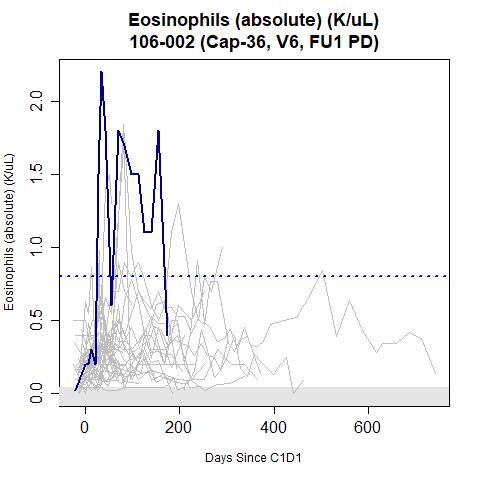 Eosinophils (absolute) (K/uL)
106-002 (Cap-36, V6, FU1 PD)
Eosinophils (absolute) (K/uL)
2.0
1.5
1.0
0.5
0.0
0 200 400 600
Days Since C1D1